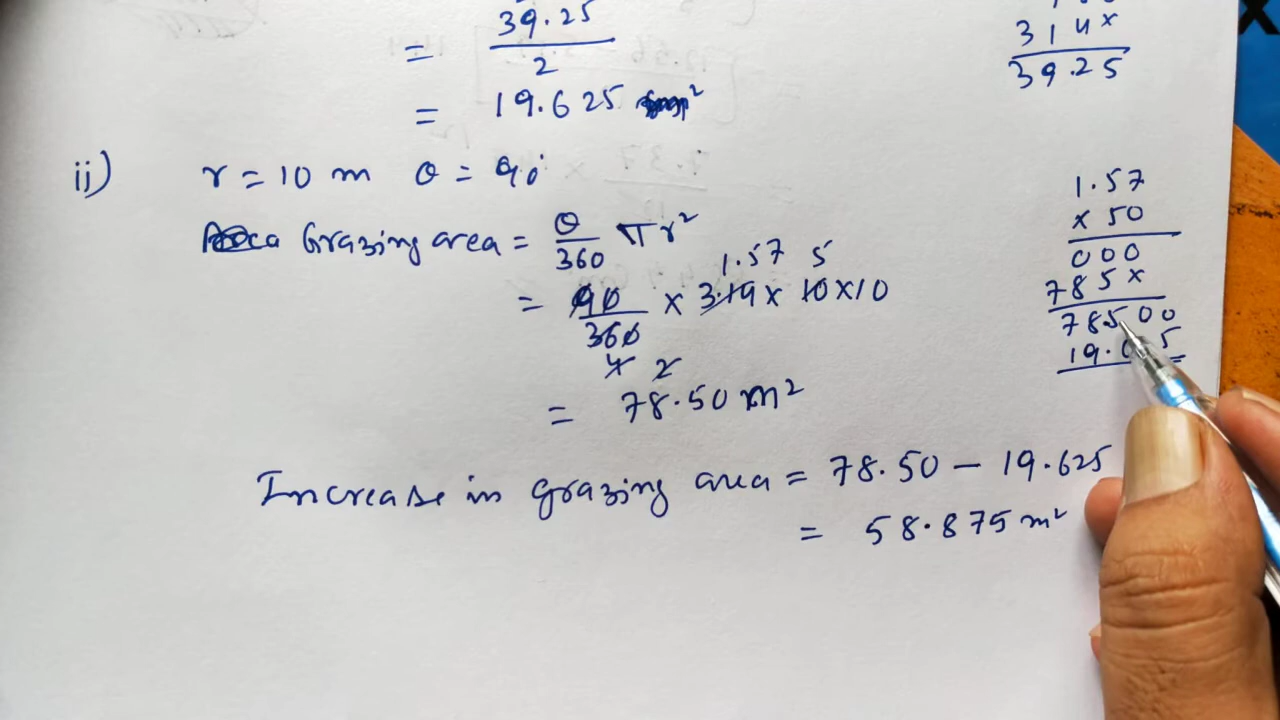 39.25
= ―
2
= 19.625 m²
3 1 4 ×
39.25
ii) r = 10 m θ = 90°
Grazing area = θ/360 πr²
1.57 5
= 90/360 × 3.14 × 10 × 10
4 2
= 78.50 m²
Increase in grazing area = 78.50 − 19.625
= 58.875 m²
1.57
× 50
000
785×
78500